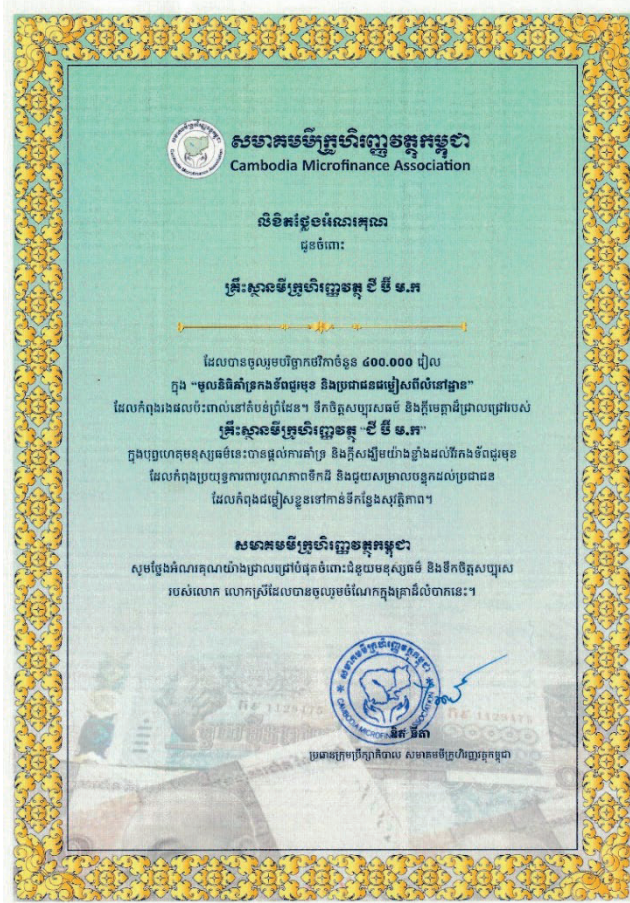 សមាគមមីក្រូហិរញ្ញវត្ថុកម្ពុជា
Cambodia Microfinance Association
លិខិតថ្លែងអំណរគុណ
ជូនចំពោះ
គ្រឹះស្ថានមីក្រូហិរញ្ញវត្ថុ ជី ប៊ី ម.ក
ដែលបានចូលរួមបរិច្ចាកថវិកាចំនួន ៤០០.០០០ រៀល
ក្នុង “មូលនិធិគាំទ្រកងទ័ពជួរមុខ និងប្រជាជនជម្លៀសពីលំនៅដ្ឋាន”
ដែលកំពុងរងផលប៉ះពាល់នៅតំបន់ព្រំដែន។ ទឹកចិត្តសប្បុរសធម៌ និងក្តីមេត្តាដ៏ជ្រាលជ្រៅរបស់
គ្រឹះស្ថានមីក្រូហិរញ្ញវត្ថុ “ជី ប៊ី ម.ក”
ក្នុងបុព្វហេតុមនុស្សធម៌នេះបានផ្តល់ការគាំទ្រ និងក្តីសង្ឃឹមយ៉ាងខ្លាំងដល់វីរកងទ័ពជួរមុខ
ដែលកំពុងប្រយុទ្ធការពារបូរណភាពទឹកដី និងជួយសម្រាលបន្ទុកដល់ប្រជាជន
ដែលកំពុងជម្លៀសខ្លួនទៅកាន់ទីកន្លែងសុវត្ថិភាព។
សមាគមមីក្រូហិរញ្ញវត្ថុកម្ពុជា
សូមថ្លែងអំណរគុណយ៉ាងជ្រាលជ្រៅបំផុតចំពោះជំនួយមនុស្សធម៌ និងទឹកចិត្តសប្បុរស
របស់លោក លោកស្រីដែលបានចូលរួមចំណែកក្នុងគ្រាដ៏លំបាកនេះ។
សមាគមមីក្រូហិរញ្ញវត្ថុកម្ពុជា
CAMBODIA MICROFINANCE ASSOCIATION
ប្រធានក្រុមប្រឹក្សាភិបាល សមាគមមីក្រូហិរញ្ញវត្ថុកម្ពុជា